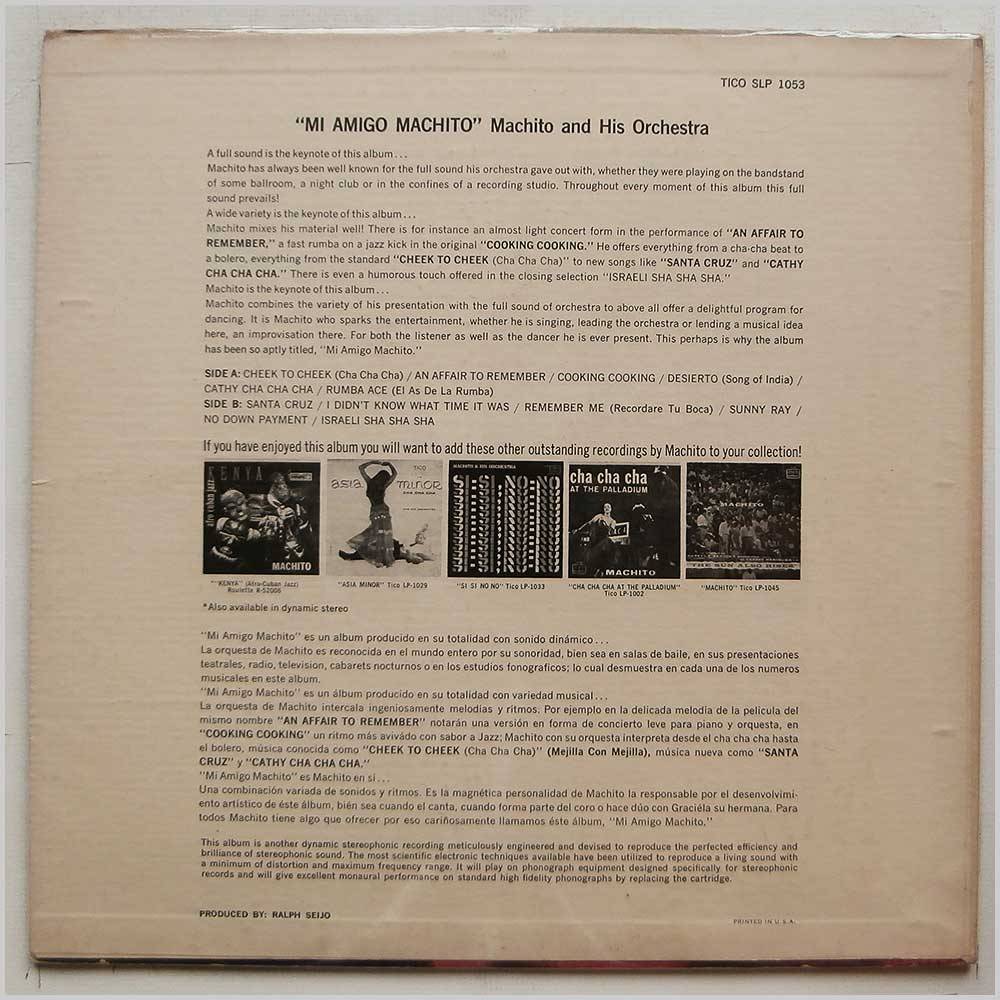 TICO SLP 1053
"MI AMIGO MACHITO" Machito and His Orchestra
A full sound is the keynote of this album...
Machito has always been well known for the full sound his orchestra gave out with, whether they were playing on the bandstand
of some ballroom, a night club or in the confines of a recording studio. Throughout every moment of this album this full
sound prevails!
A wide variety is the keynote of this album...
Machito mixes his material well! There is for instance an almost light concert form in the performance of "AN AFFAIR TO
REMEMBER," a fast rumba on a jazz kick in the original "COOKING COOKING." He offers everything from a cha-cha beat to
a bolero, everything from the standard "CHEEK TO CHEEK (Cha Cha Cha)" to new songs like "SANTA CRUZ" and "CATHY
CHA CHA CHA." There is even a humorous touch offered in the closing selection "ISRAELI SHA SHA SHA."
Machito is the keynote of this album...
Machito combines the variety of his presentation with the full sound of orchestra to above all offer a delightful program for
dancing. It is Machito who sparks the entertainment, whether he is singing, leading the orchestra or lending a musical idea
here, an improvisation there. For both the listener as well as the dancer he is ever present. This perhaps is why the album
has been so aptly titled, "Mi Amigo Machito."
SIDE A: CHEEK TO CHEEK (Cha Cha Cha) / AN AFFAIR TO REMEMBER / COOKING COOKING / DESIERTO (Song of India) /
CATHY CHA CHA CHA / RUMBA ACE (El As De La Rumba)
SIDE B: SANTA CRUZ / I DIDN'T KNOW WHAT TIME IT WAS / REMEMBER ME (Recordare Tu Boca) / SUNNY RAY /
NO DOWN PAYMENT / ISRAELI SHA SHA SHA
If you have enjoyed this album you will want to add these other outstanding recordings by Machito to your collection!
KENYA
afro-cuban jazz
MACHITO
TICO
asia minor
cha cha cha
MACHITO & HIS ORCHESTRA
SI-SI, NO-NO
cha cha cha
AT THE PALLADIUM
MACHITO
MACHITO
THE SUN ALSO RISES
*"KENYA" (Afro-Cuban Jazz)
Roulette R-52006
"ASIA MINOR" Tico LP-1029
"SI SI NO NO" Tico LP-1033
"CHA CHA CHA AT THE PALLADIUM"
Tico LP-1002
"MACHITO" Tico LP-1045
*Also available in dynamic stereo
"Mi Amigo Machito" es un album producido en su totalidad con sonido dinámico...
La orquesta de Machito es reconocida en el mundo entero por su sonoridad, bien sea en salas de baile, en sus presentaciones
teatrales, radio, television, cabarets nocturnos o en los estudios fonograficos; lo cual desmuestra en cada una de los numeros
musicales en este album.
"Mi Amigo Machito" es un álbum producido en su totalidad con variedad musical...
La orquesta de Machito intercala ingeniosamente melodías y ritmos. Por ejemplo en la delicada melodia de la pelicula del
mismo nombre "AN AFFAIR TO REMEMBER" notarán una versión en forma de concierto leve para piano y orquesta, en
"COOKING COOKING" un ritmo más avivádo con sabor a Jazz; Machito con su orquesta interpreta desde el cha cha cha hasta
el bolero, música conocida como "CHEEK TO CHEEK (Cha Cha Cha)" (Mejilla Con Mejilla), música nueva como "SANTA
CRUZ" y "CATHY CHA CHA CHA."
"Mi Amigo Machito" es Machito en sí...
Una combinación variada de sonidos y ritmos. Es la magnética personalidad de Machito la responsable por el desenvolvimi-
ento artístico de éste álbum, bién sea cuando el canta, cuando forma parte del coro o hace dúo con Graciéla su hermana. Para
todos Machito tiene algo que ofrecer por eso cariñosamente llamamos éste álbum, "Mi Amigo Machito."
This album is another dynamic stereophonic recording meticulously engineered and devised to reproduce the perfected efficiency and
brilliance of stereophonic sound. The most scientific electronic techniques available have been utilized to reproduce a living sound with
a minimum of distortion and maximum frequency range. It will play on phonograph equipment designed specifically for stereophonic
records and will give excellent monaural performance on standard high fidelity phonographs by replacing the cartridge.
PRODUCED BY: RALPH SEIJO
PRINTED IN U.S.A.